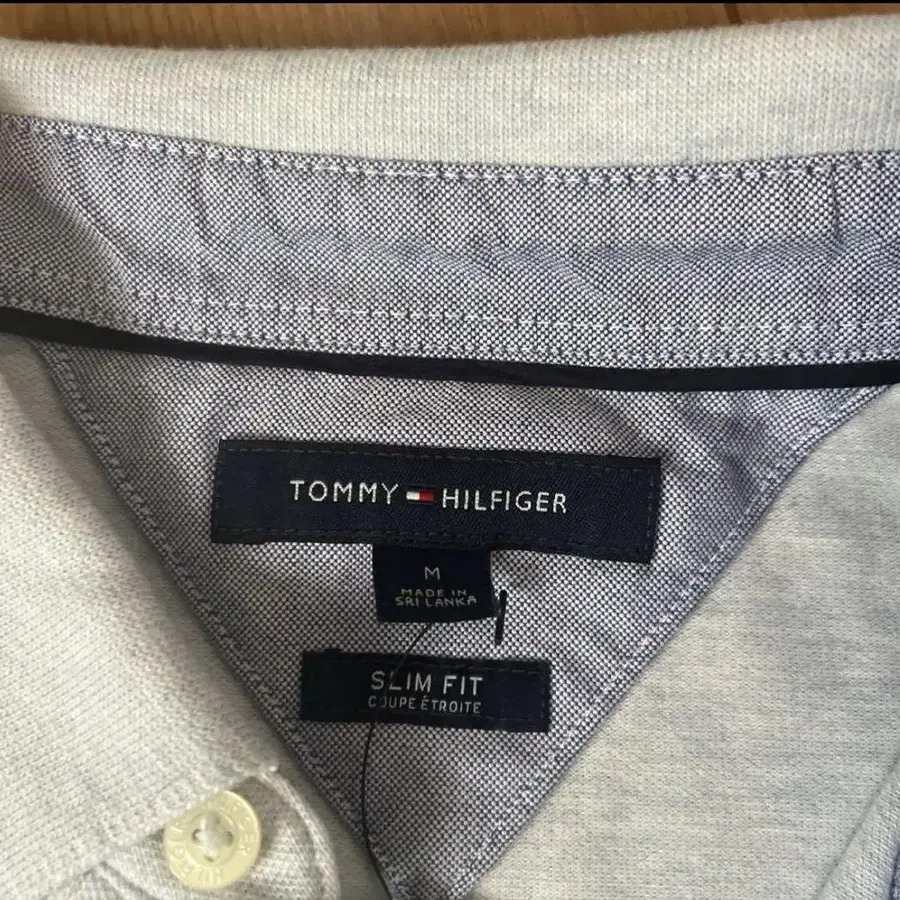 TOMMY HILFIGER
M
MADE IN
SRI LANKA
SLIM FIT
COUPE ÉTROITE